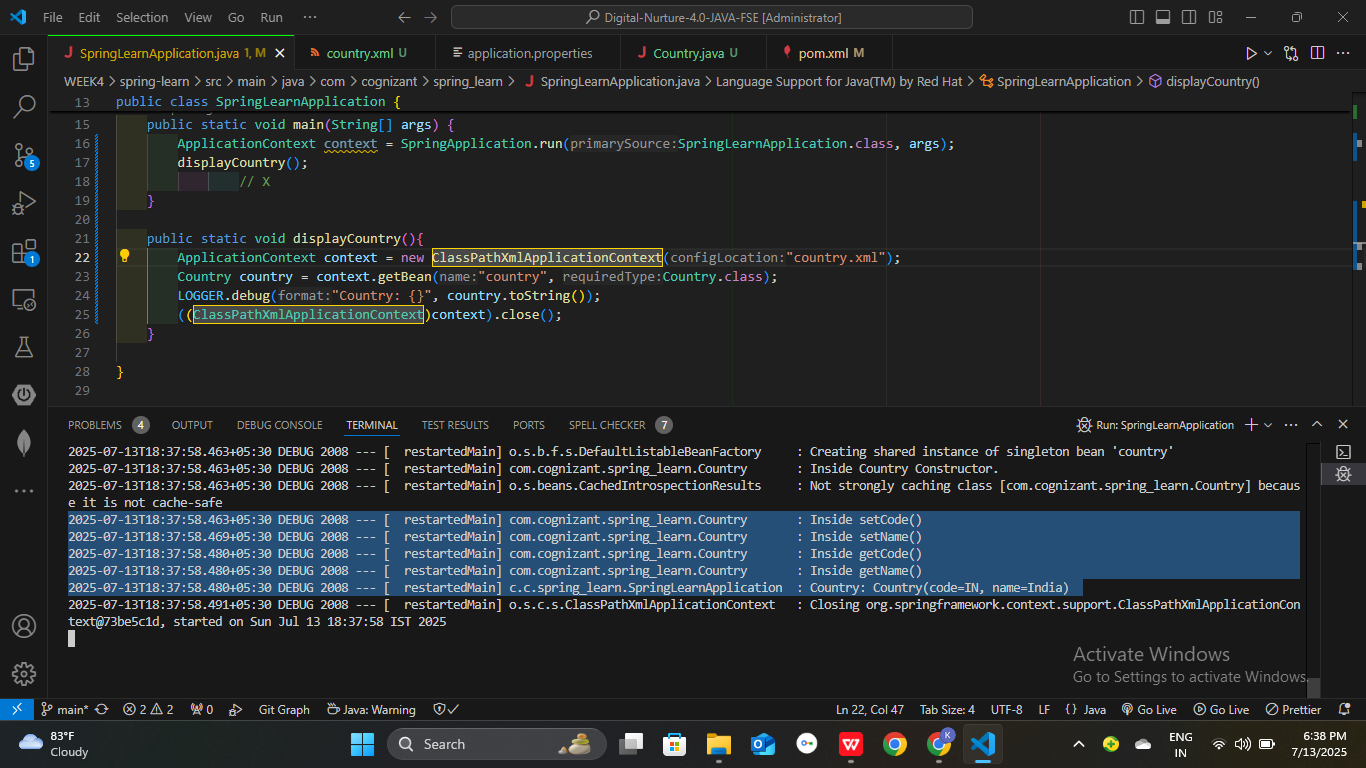 File Edit Selection View Go Run ··· Digital-Nurture-4.0-JAVA-FSE [Administrator]
SpringLearnApplication.java 1, M country.xml U application.properties Country.java U pom.xml M
WEEK4 > spring-learn > src > main > java > com > cognizant > spring_learn > SpringLearnApplication.java > Language Support for Java(TM) by Red Hat > SpringLearnApplication > displayCountry()
13 public class SpringLearnApplication {
15 public static void main(String[] args) {
16 ApplicationContext context = SpringApplication.run(primarySource:SpringLearnApplication.class, args);
17 displayCountry();
18 // X
19 }
20
21 public static void displayCountry(){
22 ApplicationContext context = new ClassPathXmlApplicationContext(configLocation:"country.xml");
23 Country country = context.getBean(name:"country", requiredType:Country.class);
24 LOGGER.debug(format:"Country: {}", country.toString());
25 ((ClassPathXmlApplicationContext)context).close();
26 }
27
28 }
29
PROBLEMS 4 OUTPUT DEBUG CONSOLE TERMINAL TEST RESULTS PORTS SPELL CHECKER 7 Run: SpringLearnApplication
2025-07-13T18:37:58.463+05:30 DEBUG 2008 --- [  restartedMain] o.s.b.f.s.DefaultListableBeanFactory : Creating shared instance of singleton bean 'country'
2025-07-13T18:37:58.463+05:30 DEBUG 2008 --- [  restartedMain] com.cognizant.spring_learn.Country : Inside Country Constructor.
2025-07-13T18:37:58.463+05:30 DEBUG 2008 --- [  restartedMain] o.s.beans.CachedIntrospectionResults : Not strongly caching class [com.cognizant.spring_learn.Country] becaus
e it is not cache-safe
2025-07-13T18:37:58.463+05:30 DEBUG 2008 --- [  restartedMain] com.cognizant.spring_learn.Country : Inside setCode()
2025-07-13T18:37:58.469+05:30 DEBUG 2008 --- [  restartedMain] com.cognizant.spring_learn.Country : Inside setName()
2025-07-13T18:37:58.480+05:30 DEBUG 2008 --- [  restartedMain] com.cognizant.spring_learn.Country : Inside getCode()
2025-07-13T18:37:58.480+05:30 DEBUG 2008 --- [  restartedMain] com.cognizant.spring_learn.Country : Inside getName()
2025-07-13T18:37:58.480+05:30 DEBUG 2008 --- [  restartedMain] c.c.spring_learn.SpringLearnApplication : Country: Country(code=IN, name=India)
2025-07-13T18:37:58.491+05:30 DEBUG 2008 --- [  restartedMain] o.s.c.s.ClassPathXmlApplicationContext : Closing org.springframework.context.support.ClassPathXmlApplicationCon
text@73be5c1d, started on Sun Jul 13 18:37:58 IST 2025
Activate Windows
Go to Settings to activate Windows.
5
1
main* 2 2 0 Git Graph Java: Warning Ln 22, Col 47 Tab Size: 4 UTF-8 LF {} Java Go Live Go Live Prettier
83°F
Cloudy
Search
K
ENG
IN
6:38 PM
7/13/2025